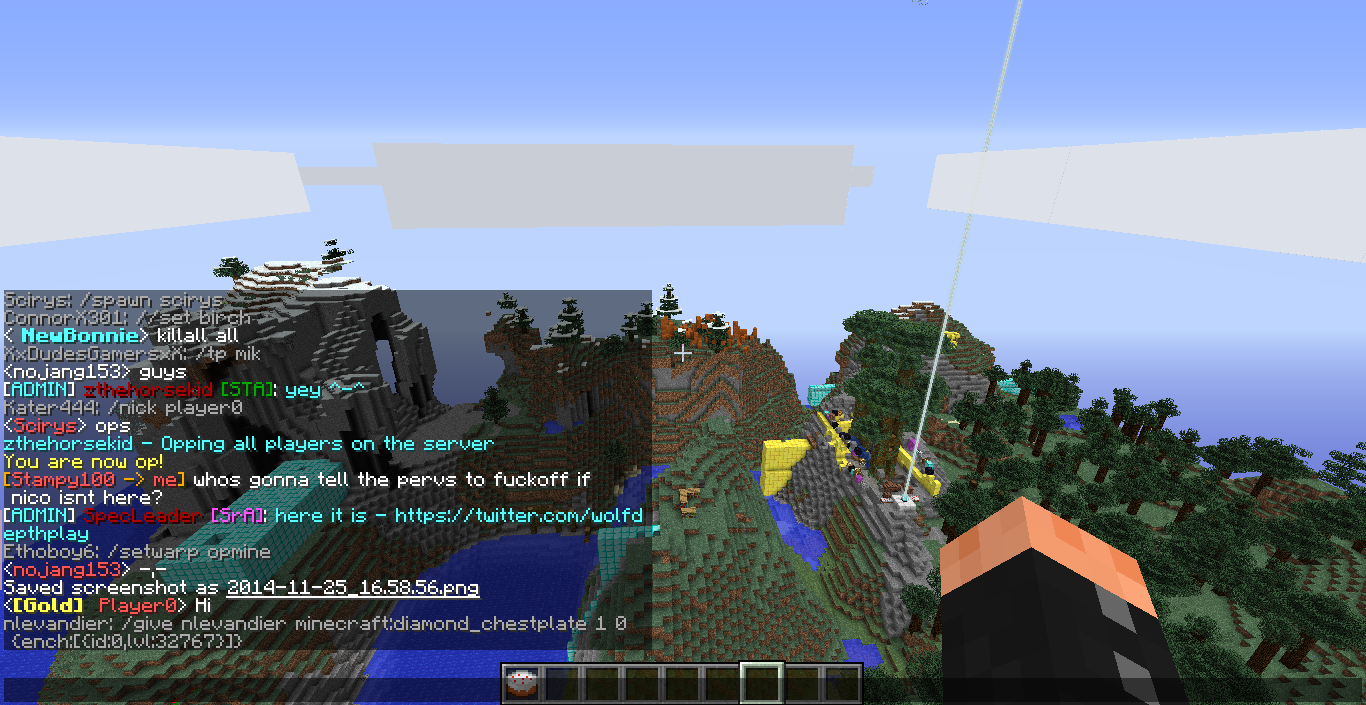 Scirys: /spawn scirys
ConnorX301: //set birch
< NewBonnie> killall all
XxDudesGamersxX: /tp mik
<nojang153> guys
[ADMIN] zthehorsekid [STA]: yey ^-^
Kater444: /nick player0
<Scirys> ops
zthehorsekid - Opping all players on the server
You are now op!
[Stampy100 -> me] whos gonna tell the pervs to fuckoff if
nico isnt here?
[ADMIN] SpecLeader [SrA]: here it is - https://twitter.com/wolfd
epthplay
Ethoboy6: /setwarp opmine
<nojang153> -,-
Saved screenshot as 2014-11-25_16.58.56.png
<[Gold] Player0> Hi
nlevandier: /give nlevandier minecraft:diamond_chestplate 1 0
{ench:[{id:0,lvl:32767}]}